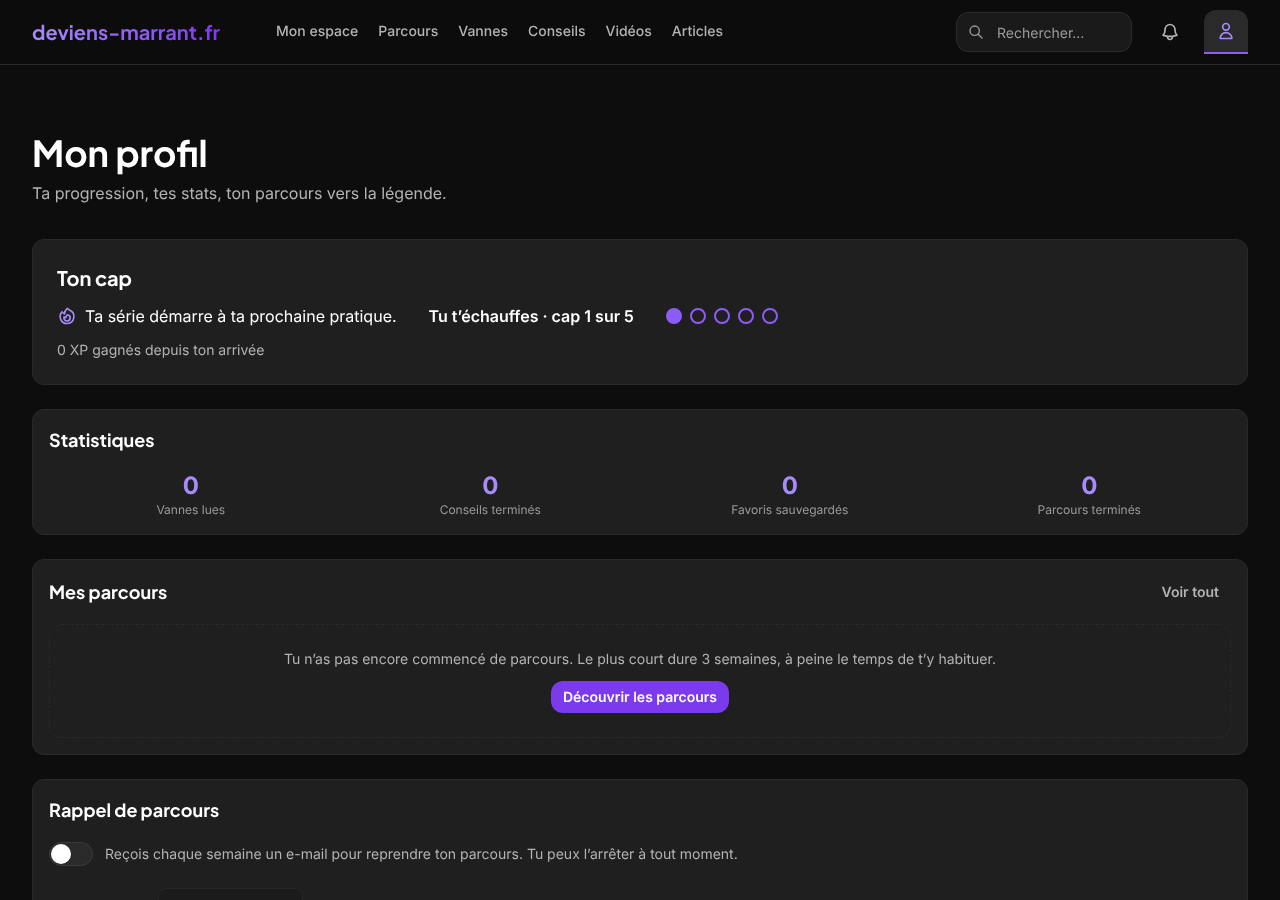 deviens-marrant.fr
Mon espace
Parcours
Vannes
Conseils
Vidéos
Articles
Rechercher...
Mon profil
Ta progression, tes stats, ton parcours vers la légende.
Ton cap
Ta série démarre à ta prochaine pratique.
Tu t’échauffes · cap 1 sur 5
0 XP gagnés depuis ton arrivée
Statistiques
0
Vannes lues
0
Conseils terminés
0
Favoris sauvegardés
0
Parcours terminés
Mes parcours
Voir tout
Tu n’as pas encore commencé de parcours. Le plus court dure 3 semaines, à peine le temps de t’y habituer.
Découvrir les parcours
Rappel de parcours
Reçois chaque semaine un e-mail pour reprendre ton parcours. Tu peux l’arrêter à tout moment.